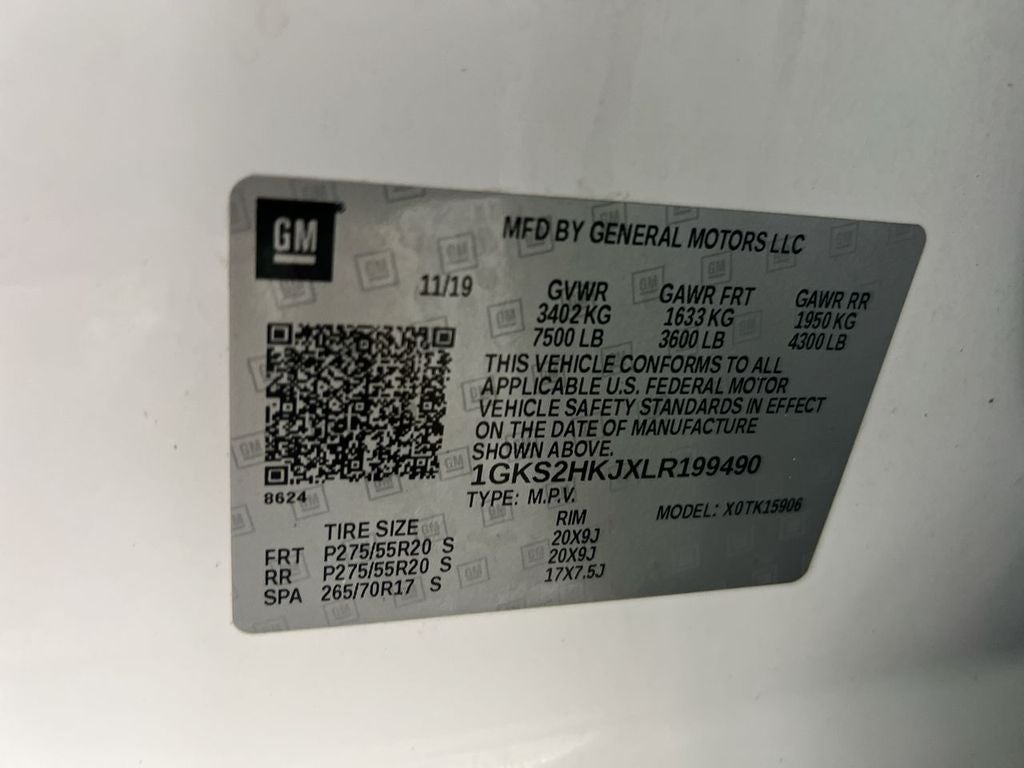 GM
MFD BY GENERAL MOTORS LLC
11/19 GVWR GAWR FRT GAWR RR
3402 KG 1633 KG 1950 KG
7500 LB 3600 LB 4300 LB
THIS VEHICLE CONFORMS TO ALL
APPLICABLE U.S. FEDERAL MOTOR
VEHICLE SAFETY STANDARDS IN EFFECT
ON THE DATE OF MANUFACTURE
SHOWN ABOVE.
1GKS2HKJXLR199490
8624
TYPE: M.P.V. MODEL: X0TK15906
TIRE SIZE RIM
FRT P275/55R20 S 20X9J
RR P275/55R20 S 20X9J
SPA 265/70R17 S 17X7.5J